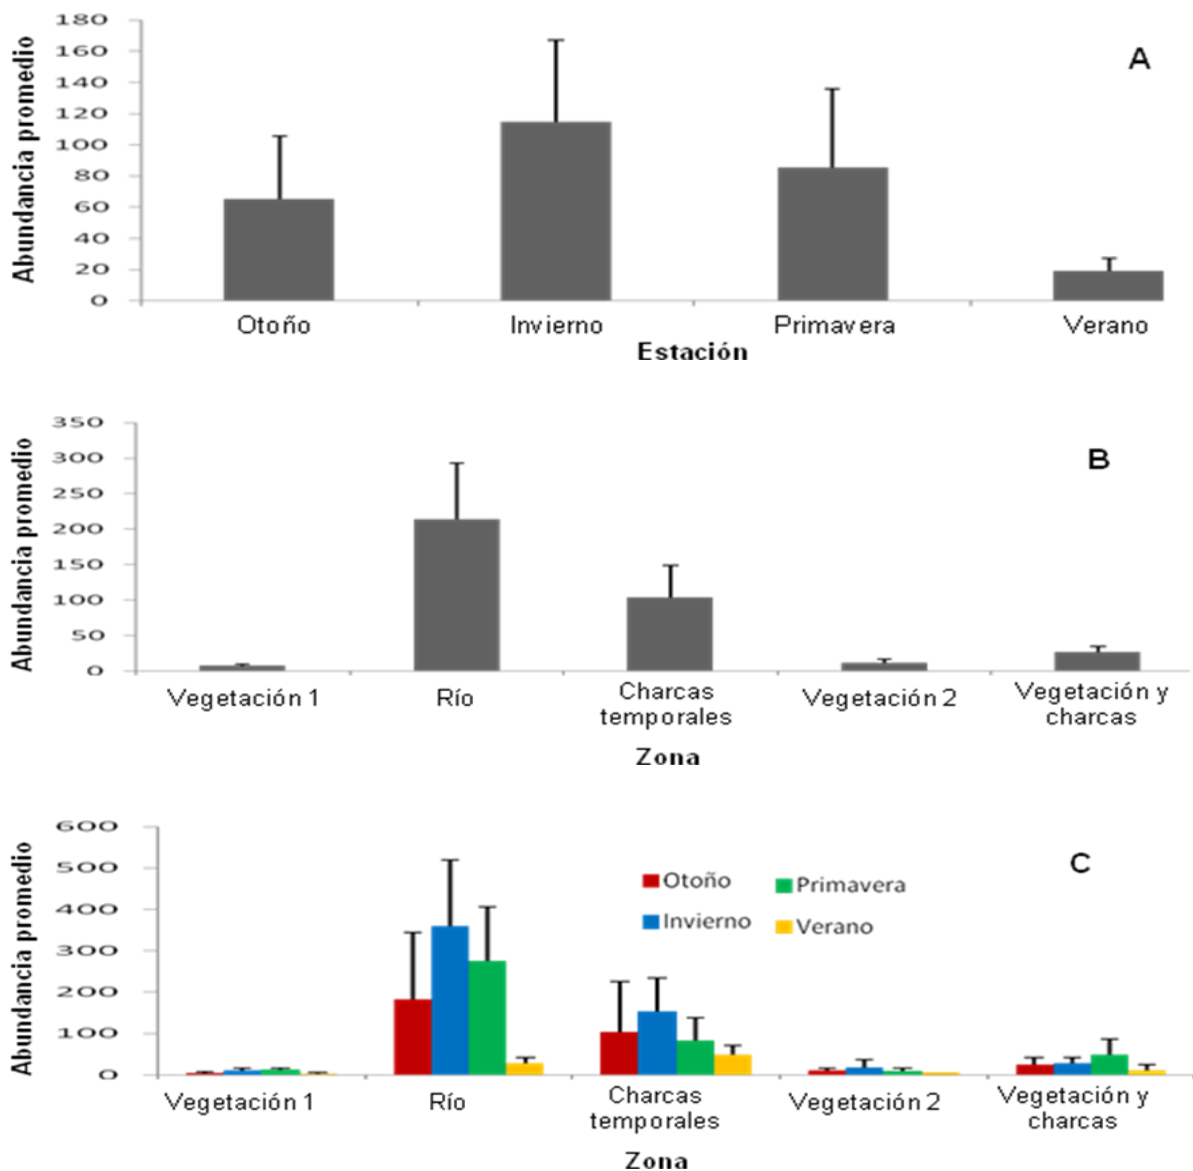 A
Abundancia promedio
180
160
140
120
100
80
60
40
20
0
Otoño
Invierno
Primavera
Verano
Estación
B
Abundancia promedio
350
300
250
200
150
100
50
0
Vegetación 1
Río
Charcas
temporales
Vegetación 2
Vegetación y
charcas
Zona
C
Abundancia promedio
600
500
400
300
200
100
0
Otoño
Primavera
Invierno
Verano
Vegetación 1
Río
Charcas
temporales
Vegetación 2
Vegetación y
charcas
Zona